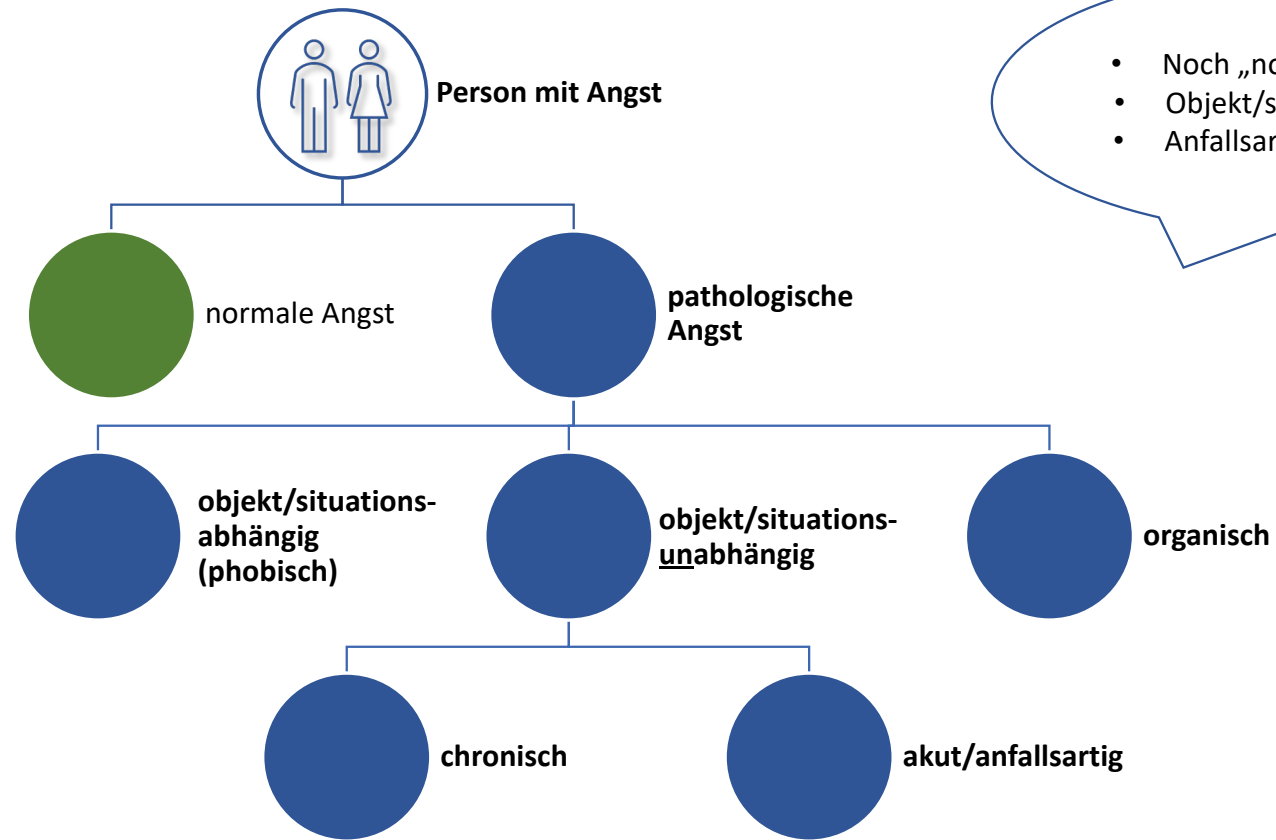 Person mit Angst
• Noch „no
• Objekt/s
• Anfallsar
normale Angst
pathologische
Angst
objekt/situations-
abhängig
(phobisch)
objekt/situations-
unabhängig
organisch
chronisch
akut/anfallsartig